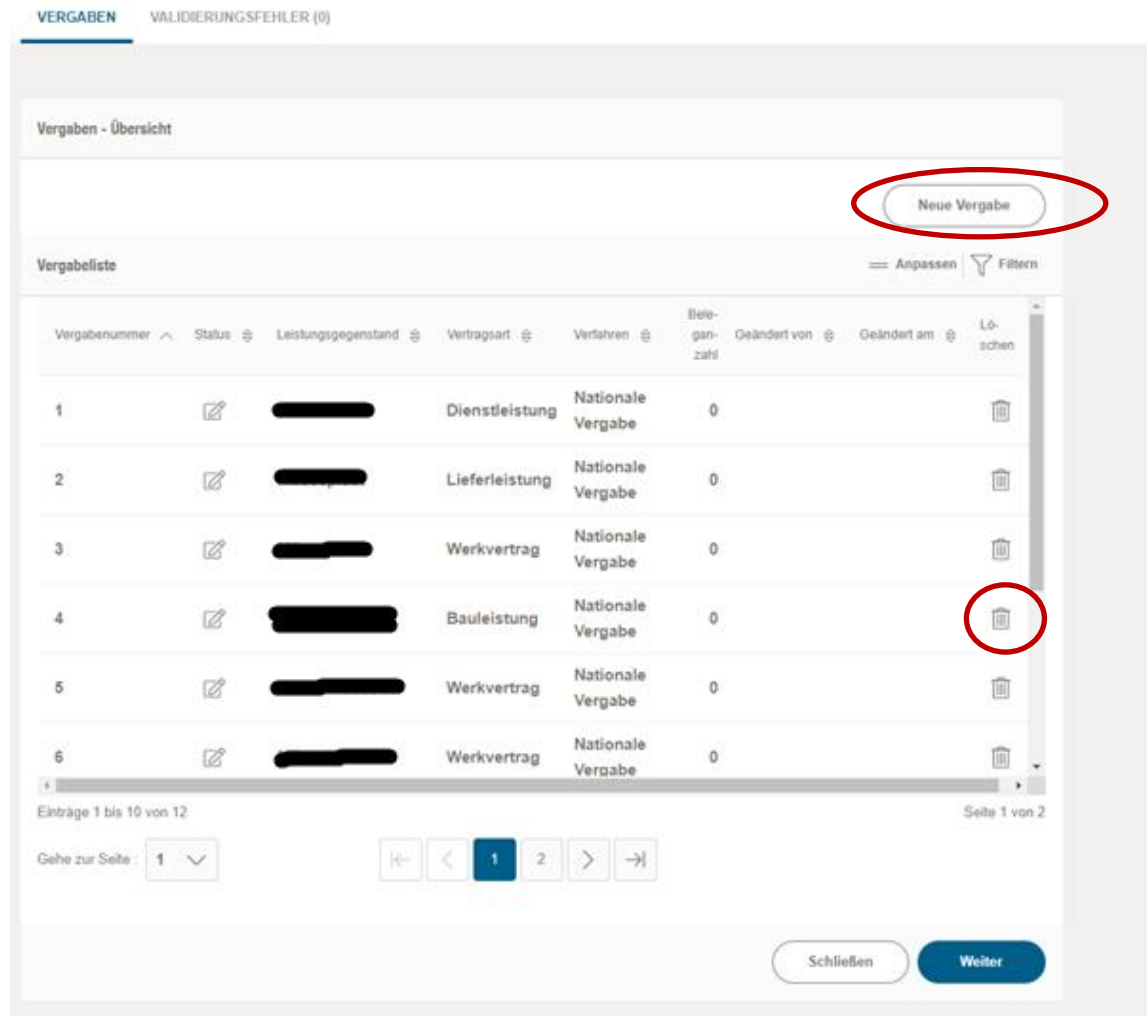 VERGABEN VALIDIERUNGSFEHLER (0)
Vergaben - Übersicht
Neue Vergabe
Vergabeliste Anpassen Filtern
Vergabenummer Status Leistungsgegenstand Vertragsart Verfahren Bele-
gan-
zahl Geändert von Geändert am Lö-
schen
1 Dienstleistung Nationale
Vergabe 0
2 Lieferleistung Nationale
Vergabe 0
3 Werkvertrag Nationale
Vergabe 0
4 Bauleistung Nationale
Vergabe 0
5 Werkvertrag Nationale
Vergabe 0
6 Werkvertrag Nationale
Vergabe 0
Einträge 1 bis 10 von 12 Seite 1 von 2
Gehe zur Seite : 1 1 2
Schließen Weiter